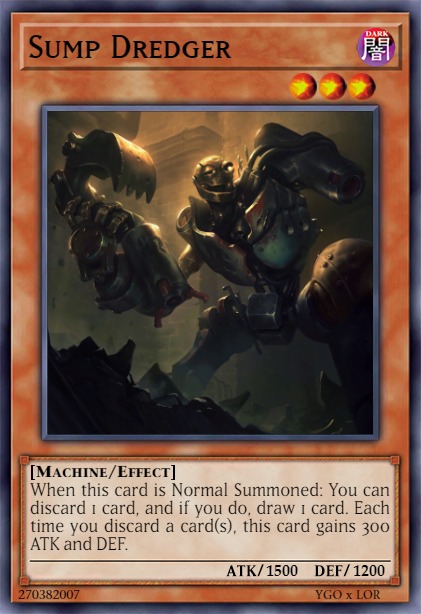 Sump Dredger
DARK
闇
[Machine/Effect]
When this card is Normal Summoned: You can
discard 1 card, and if you do, draw 1 card. Each
time you discard a card(s), this card gains 300
ATK and DEF.
ATK/1500 DEF/1200
270382007 YGO x LOR